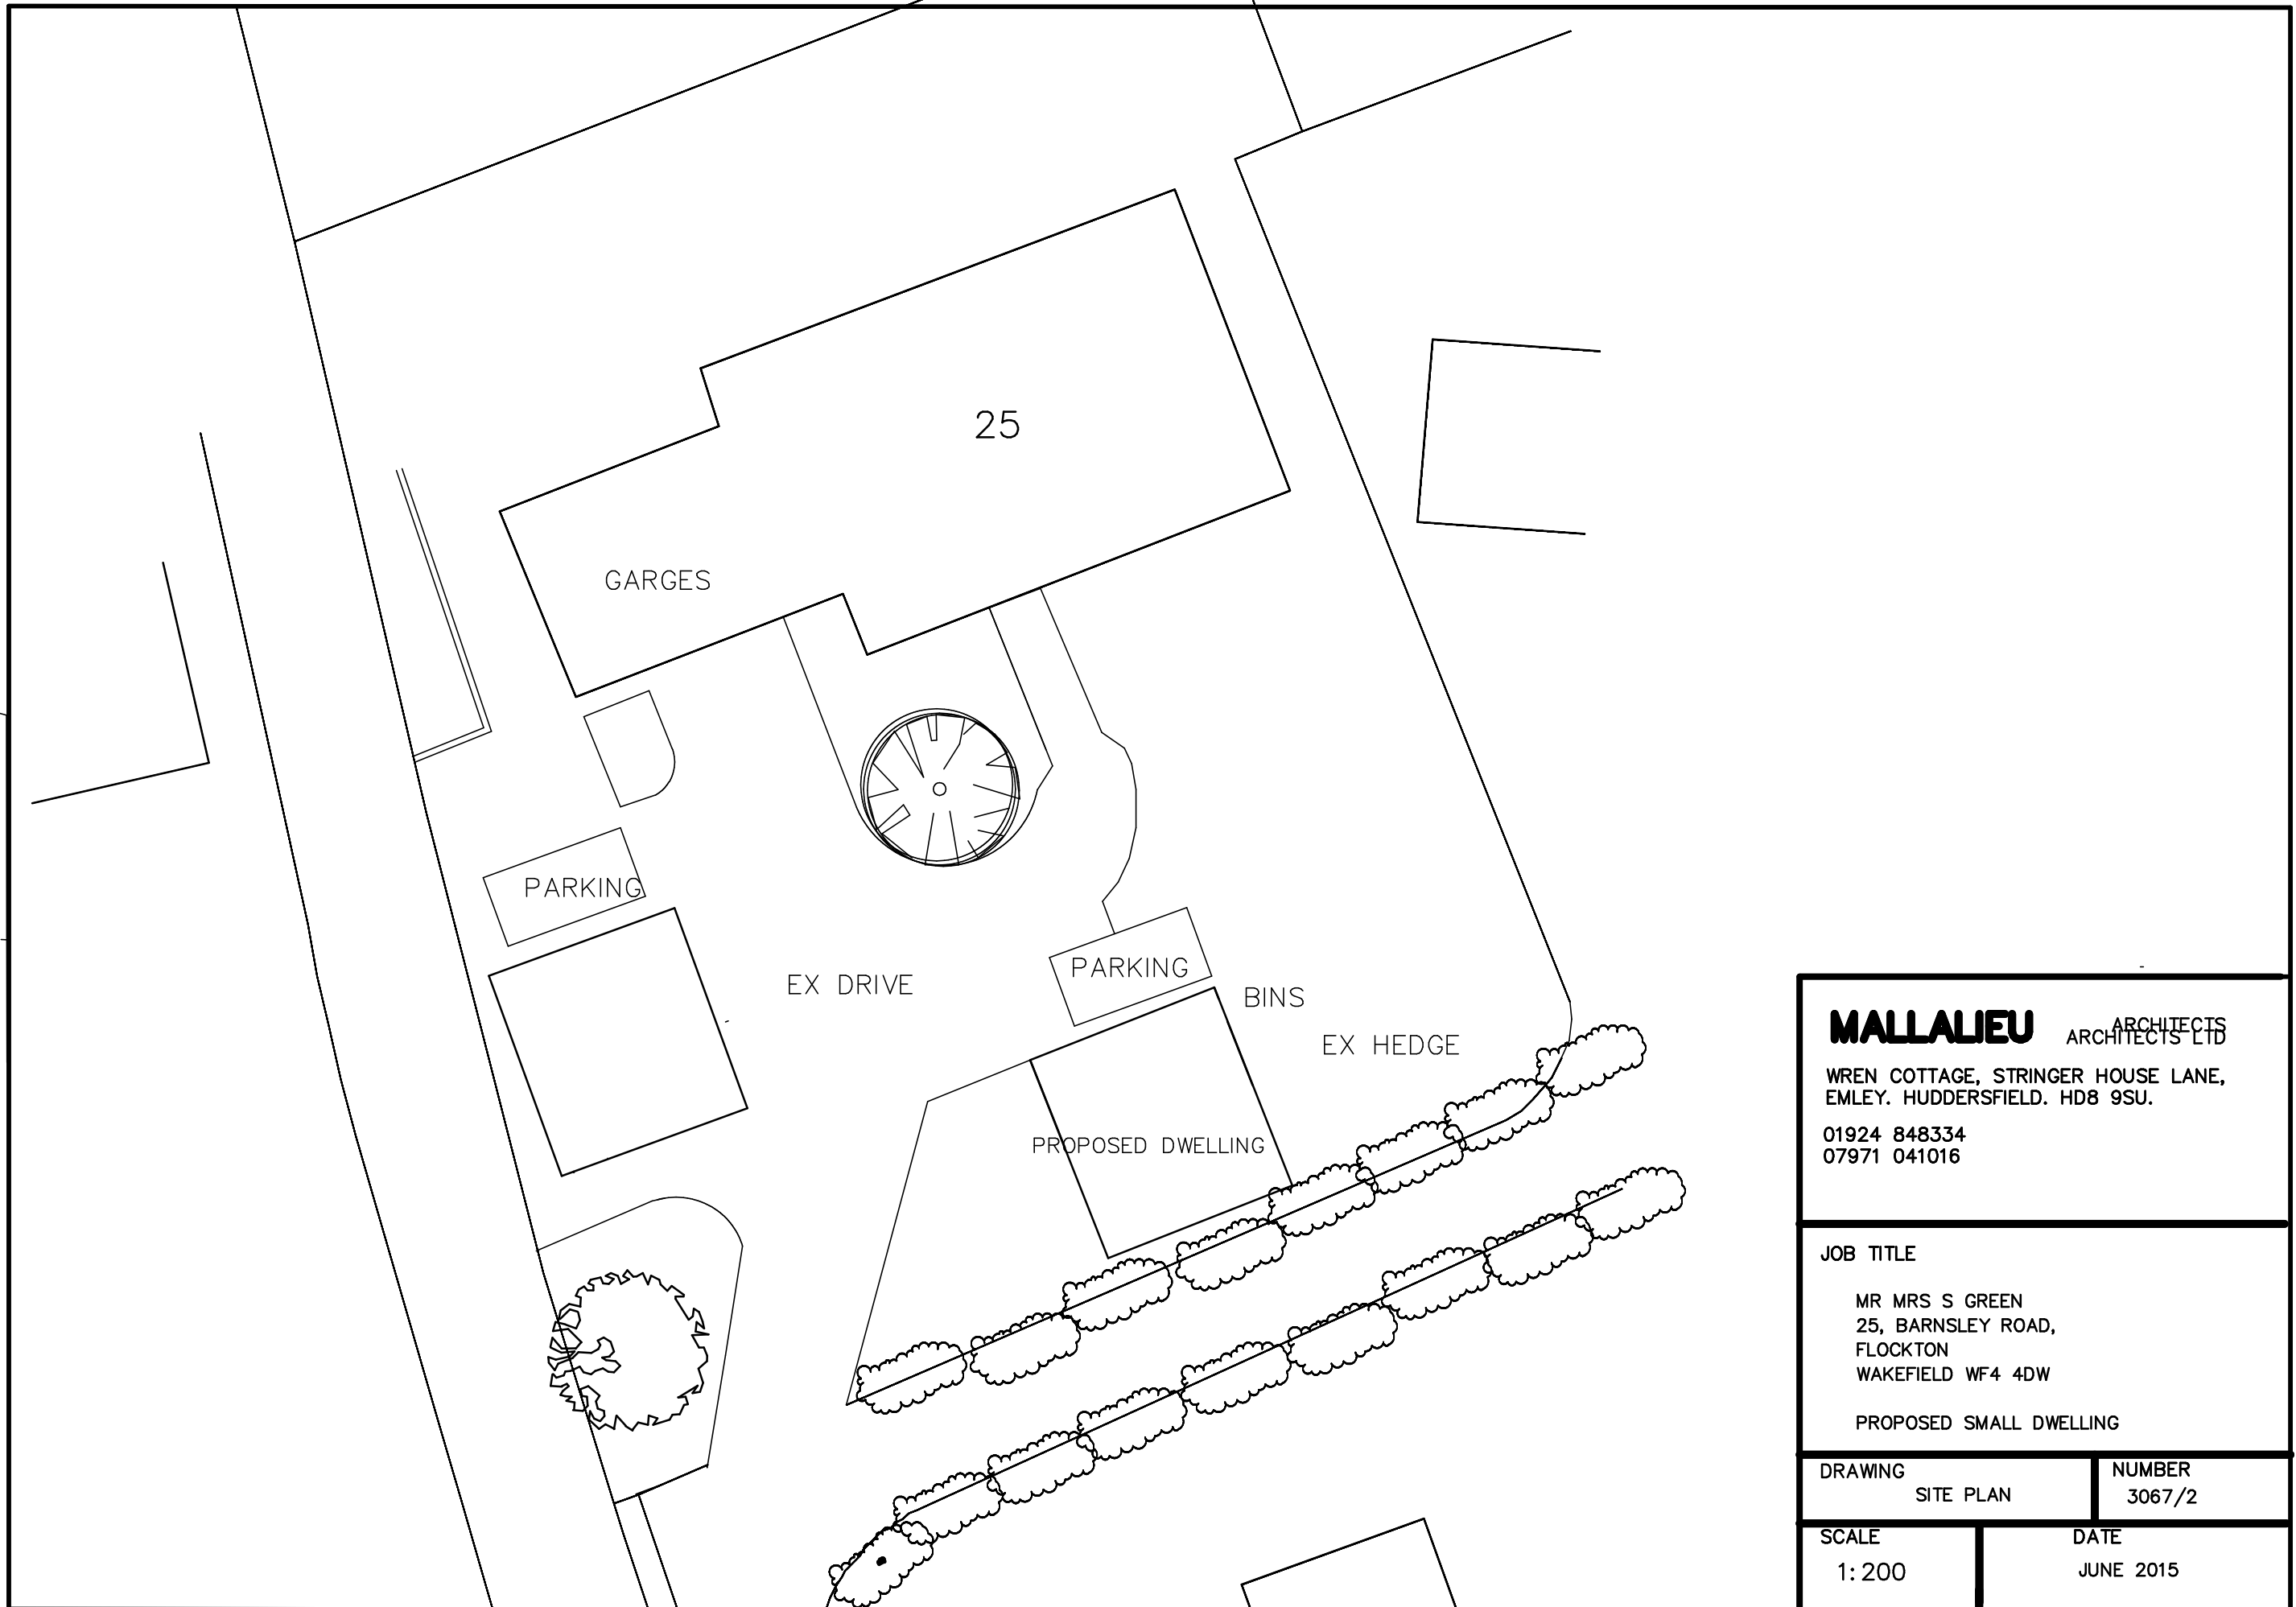 25
GARGES
PARKING
EX DRIVE
PARKING
BINS
EX HEDGE
PROPOSED DWELLING
MALLALIEU
ARCHITECTS
ARCHITECTS LTD
WREN COTTAGE, STRINGER HOUSE LANE,
EMLEY. HUDDERSFIELD. HD8 9SU.
01924 848334
07971 041016
JOB TITLE
MR MRS S GREEN
25, BARNSLEY ROAD,
FLOCKTON
WAKEFIELD WF4 4DW
PROPOSED SMALL DWELLING
DRAWING
SITE PLAN
NUMBER
3067/2
SCALE
1:200
DATE
JUNE 2015